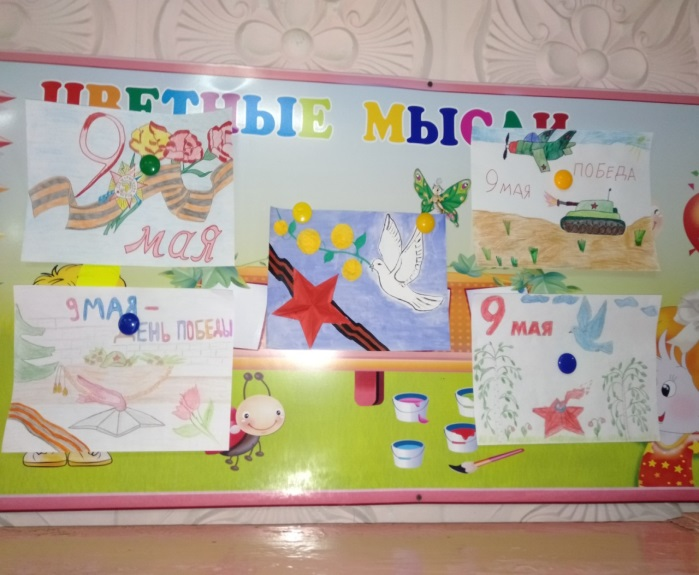 ЦВЕТНЫЕ МЫСЛИ
9
мая
9 МАЯ
ПОБЕДА
9 МАЯ –
ДЕНЬ ПОБЕДЫ
9 МАЯ